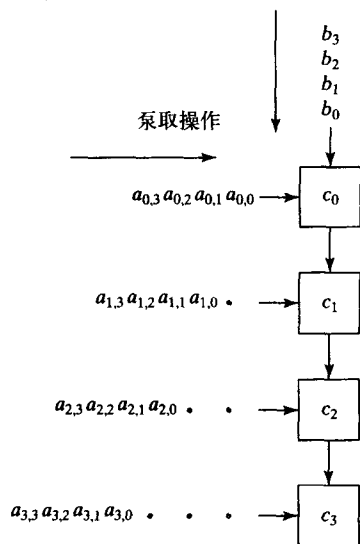 b₃
b₂
b₁
b₀
泵取操作
a₀,₃ a₀,₂ a₀,₁ a₀,₀ c₀
a₁,₃ a₁,₂ a₁,₁ a₁,₀ · c₁
a₂,₃ a₂,₂ a₂,₁ a₂,₀ · · c₂
a₃,₃ a₃,₂ a₃,₁ a₃,₀ · · · c₃